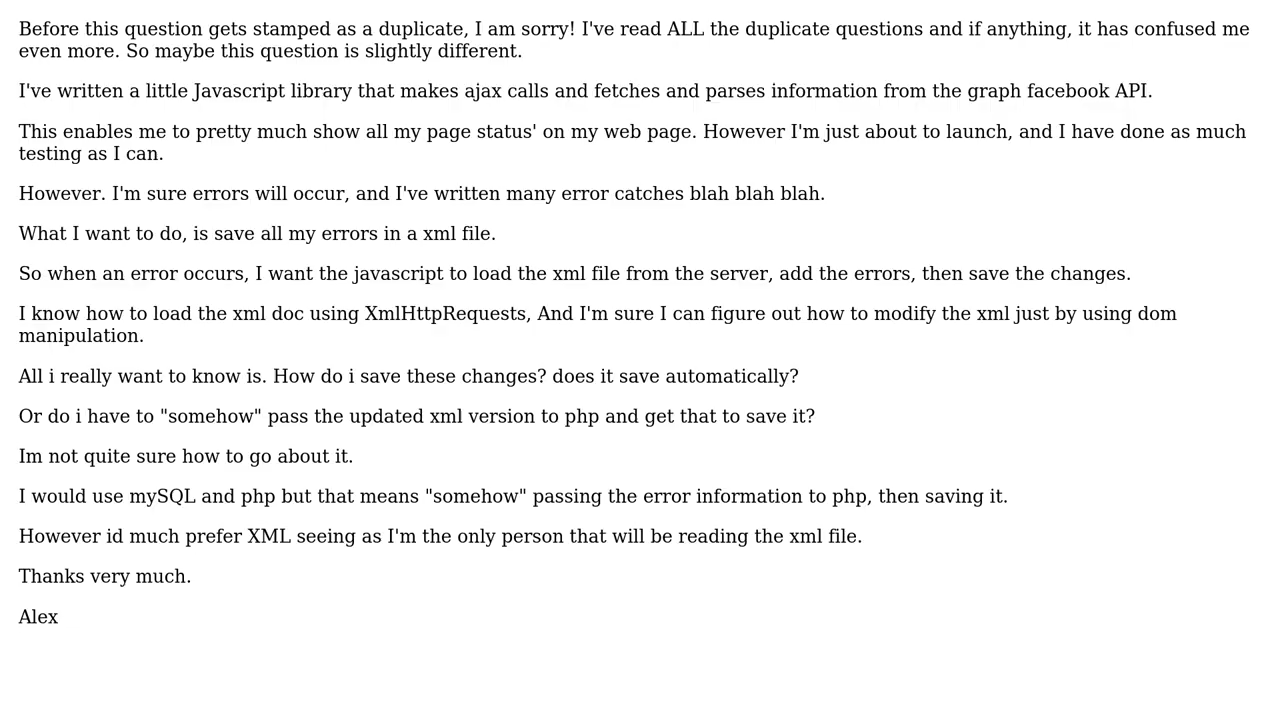 Before this question gets stamped as a duplicate, I am sorry! I've read ALL the duplicate questions and if anything, it has confused me
even more. So maybe this question is slightly different.
I've written a little Javascript library that makes ajax calls and fetches and parses information from the graph facebook API.
This enables me to pretty much show all my page status' on my web page. However I'm just about to launch, and I have done as much
testing as I can.
However. I'm sure errors will occur, and I've written many error catches blah blah blah.
What I want to do, is save all my errors in a xml file.
So when an error occurs, I want the javascript to load the xml file from the server, add the errors, then save the changes.
I know how to load the xml doc using XmlHttpRequests, And I'm sure I can figure out how to modify the xml just by using dom
manipulation.
All i really want to know is. How do i save these changes? does it save automatically?
Or do i have to "somehow" pass the updated xml version to php and get that to save it?
Im not quite sure how to go about it.
I would use mySQL and php but that means "somehow" passing the error information to php, then saving it.
However id much prefer XML seeing as I'm the only person that will be reading the xml file.
Thanks very much.
Alex